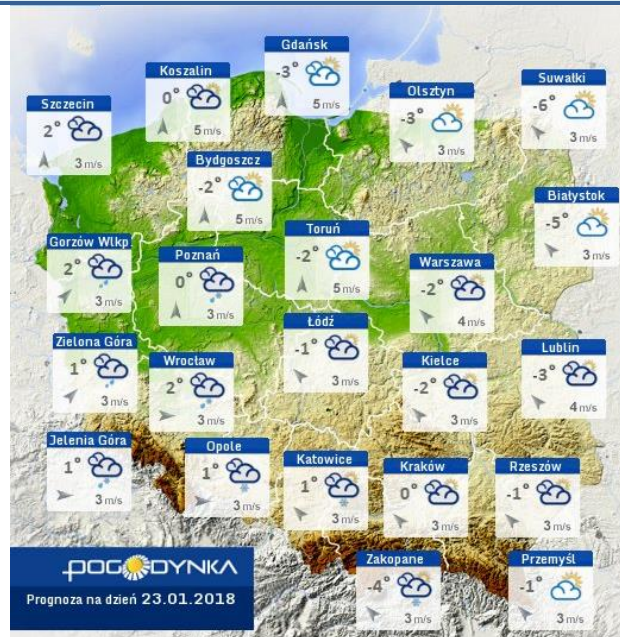 Gdańsk
-3°
5 m/s
Koszalin
0°
5 m/s
Suwałki
-6°
3 m/s
Olsztyn
-3°
3 m/s
Szczecin
2°
3 m/s
Bydgoszcz
-2°
5 m/s
Białystok
-5°
3 m/s
Toruń
-2°
5 m/s
Gorzów Wlkp
2°
3 m/s
Poznań
0°
3 m/s
Warszawa
-2°
4 m/s
Łódź
-1°
3 m/s
Zielona Góra
1°
3 m/s
Wrocław
2°
3 m/s
Kielce
-2°
3 m/s
Lublin
-3°
4 m/s
Jelenia Góra
1°
3 m/s
Opole
1°
3 m/s
Katowice
1°
3 m/s
Kraków
0°
3 m/s
Rzeszów
-1°
3 m/s
Zakopane
-4°
3 m/s
Przemyśl
-1°
3 m/s
POGODYNKA
Prognoza na dzień 23.01.2018